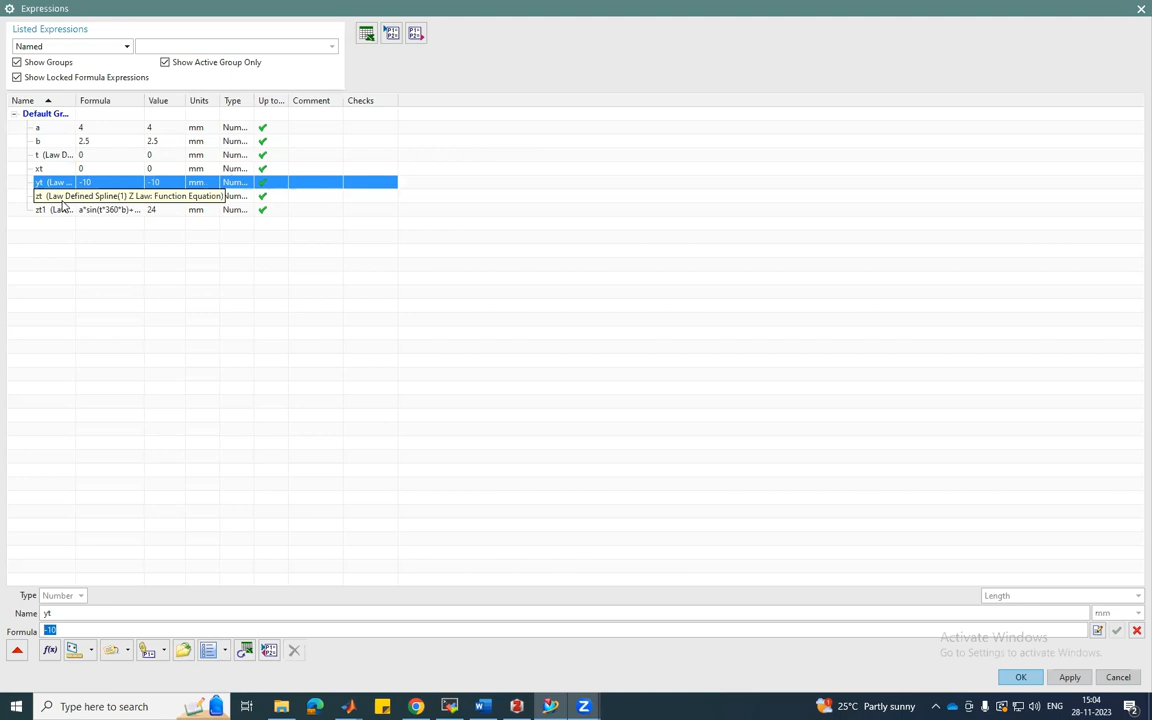 Expressions
Listed Expressions
Named
Show Groups
Show Active Group Only
Show Locked Formula Expressions
Name Formula Value Units Type Up to... Comment Checks
Default Gr...
a 4 4 mm Num...
b 2.5 2.5 mm Num...
t (Law D... 0 0 mm Num...
xt 0 0 mm Num...
yt (Law ... -10 -10 mm Num...
zt (Law Defined Spline(1) Z Law: Function Equation) Num...
zt1 (Law... a*sin(t*360*b)+... 24 mm Num...
Type Number Length
Name yt mm
Formula -10
Activate Windows
Go to Settings to activate Windows.
OK Apply Cancel
Type here to search
25°C Partly sunny ENG 15:04
28-11-2023